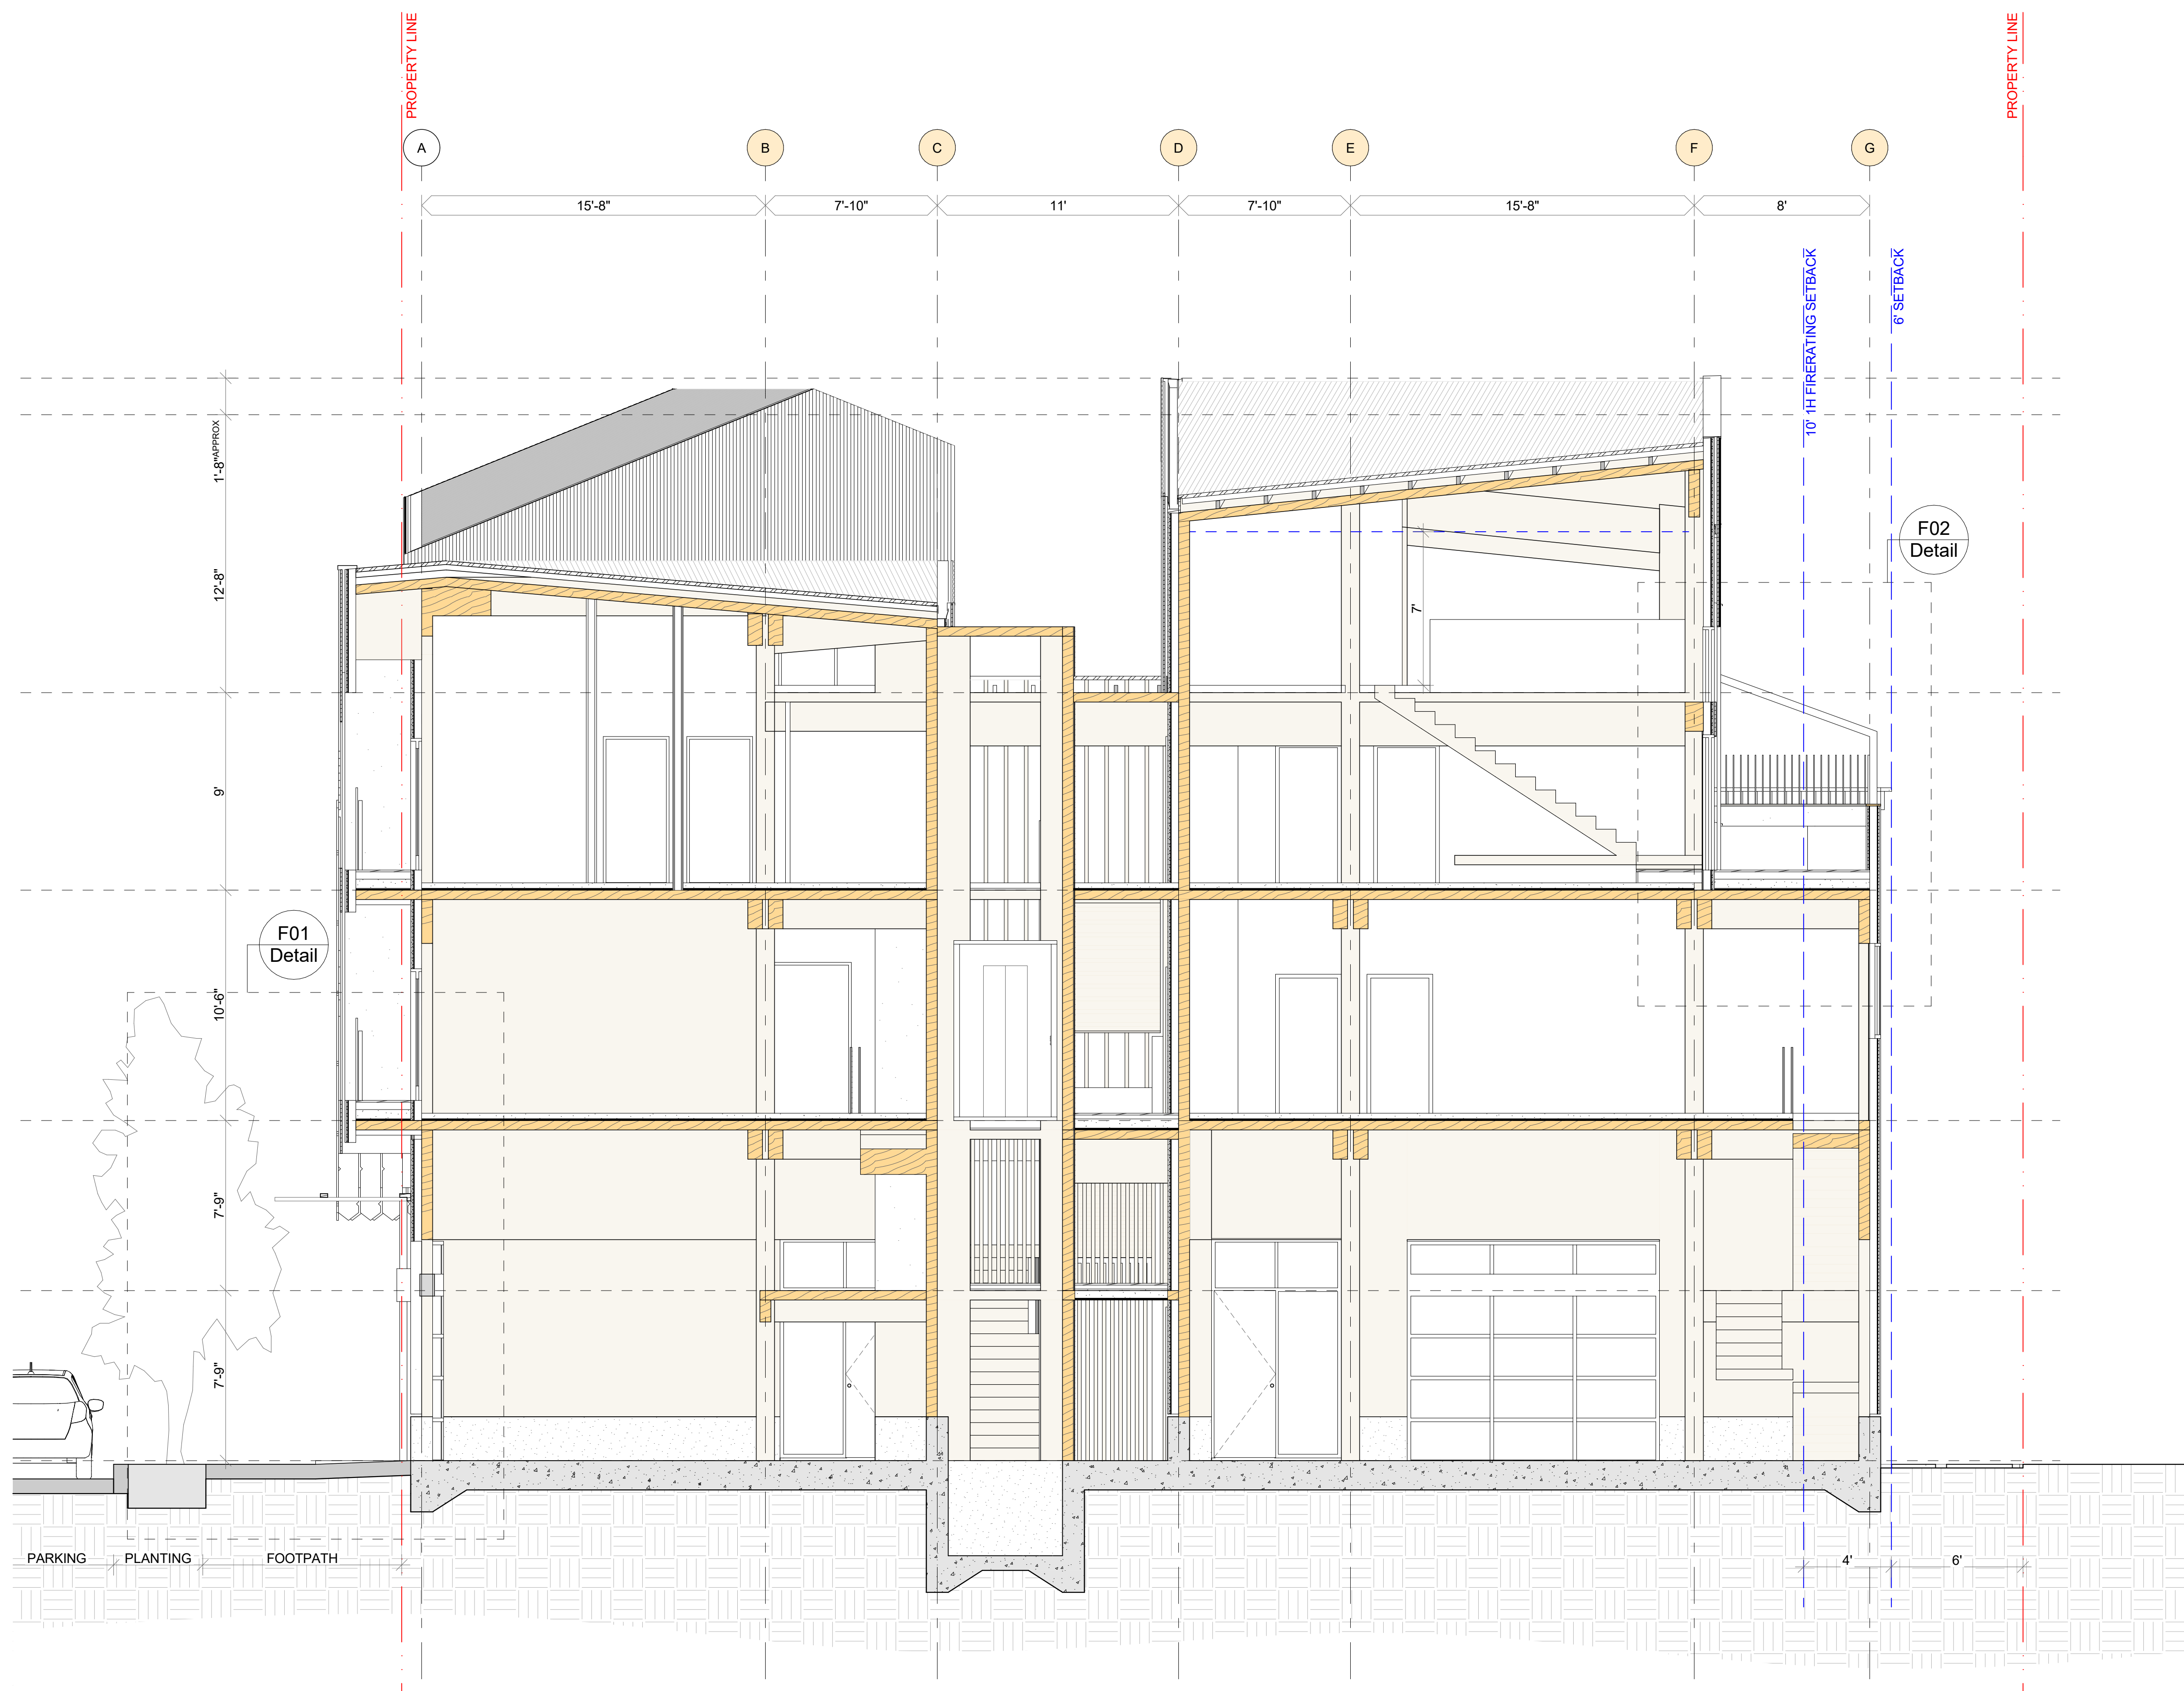 PROPERTY LINE
PROPERTY LINE
A
B
C
D
E
F
G
15'-8"
7'-10"
11'
7'-10"
15'-8"
8'
10' 1H FIRERATING SETBACK
6' SETBACK
1'-8"APPROX
12'-8"
7'
F02
Detail
9'
F01
Detail
10'-6"
7'-9"
7'-9"
PARKING
PLANTING
FOOTPATH
4'
6'